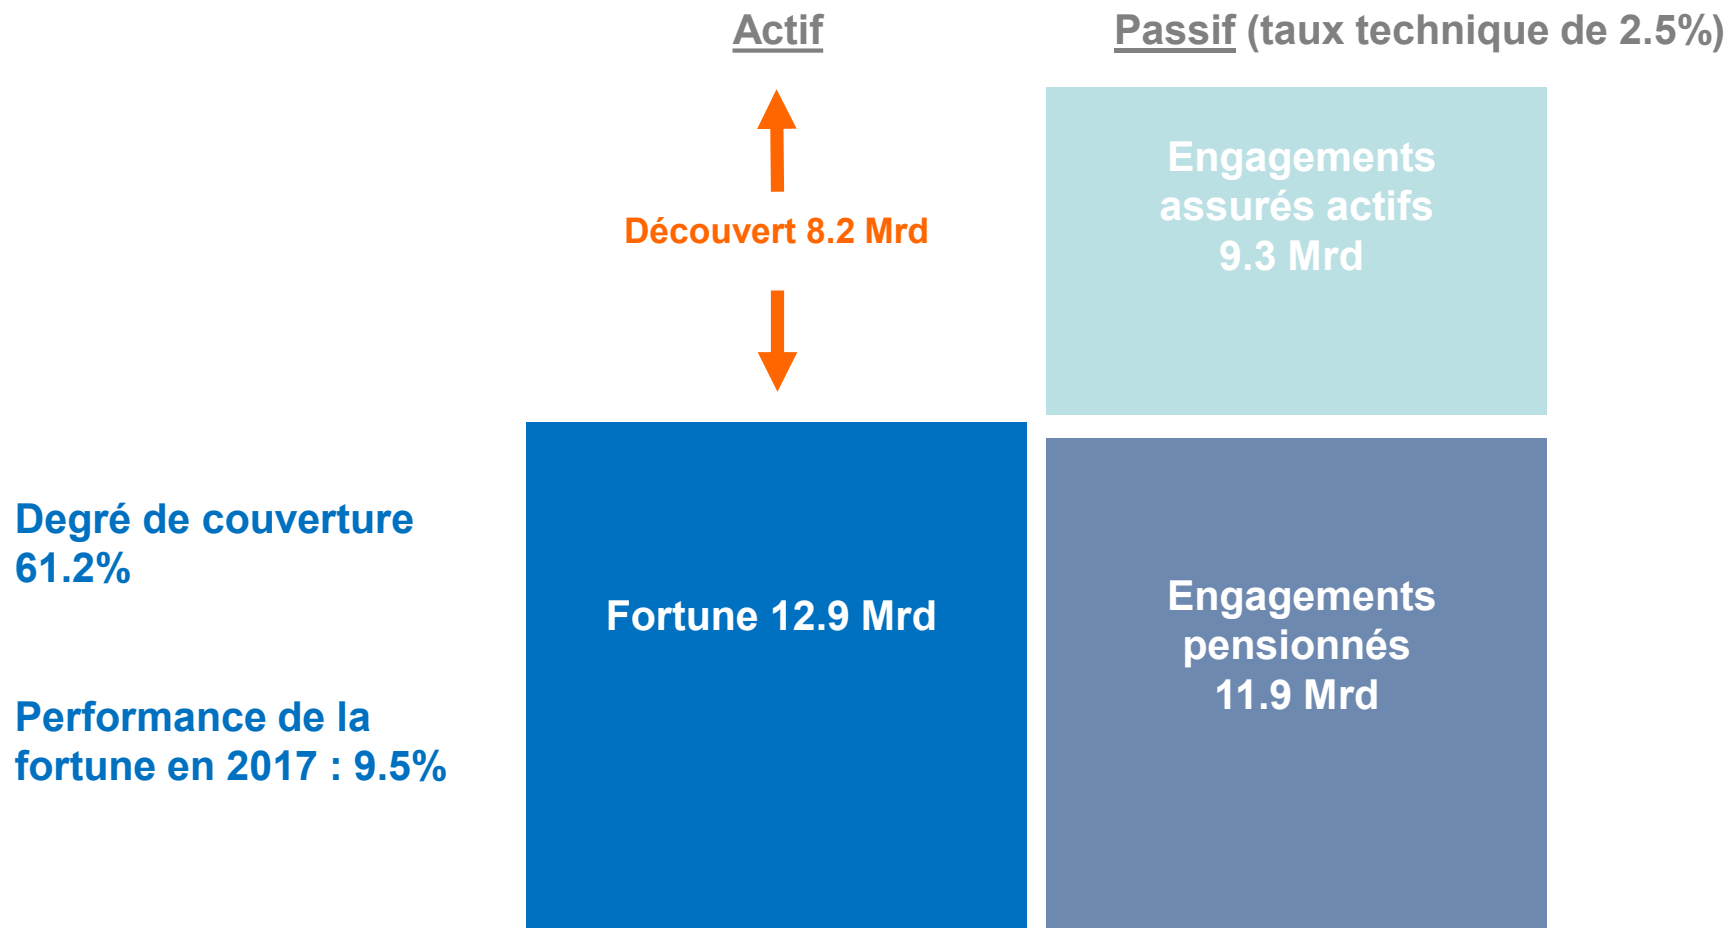 Actif
Passif (taux technique de 2.5%)
Découvert 8.2 Mrd
Engagements
assurés actifs
9.3 Mrd
Degré de couverture
61.2%
Performance de la
fortune en 2017 : 9.5%
Fortune 12.9 Mrd
Engagements
pensionnés
11.9 Mrd